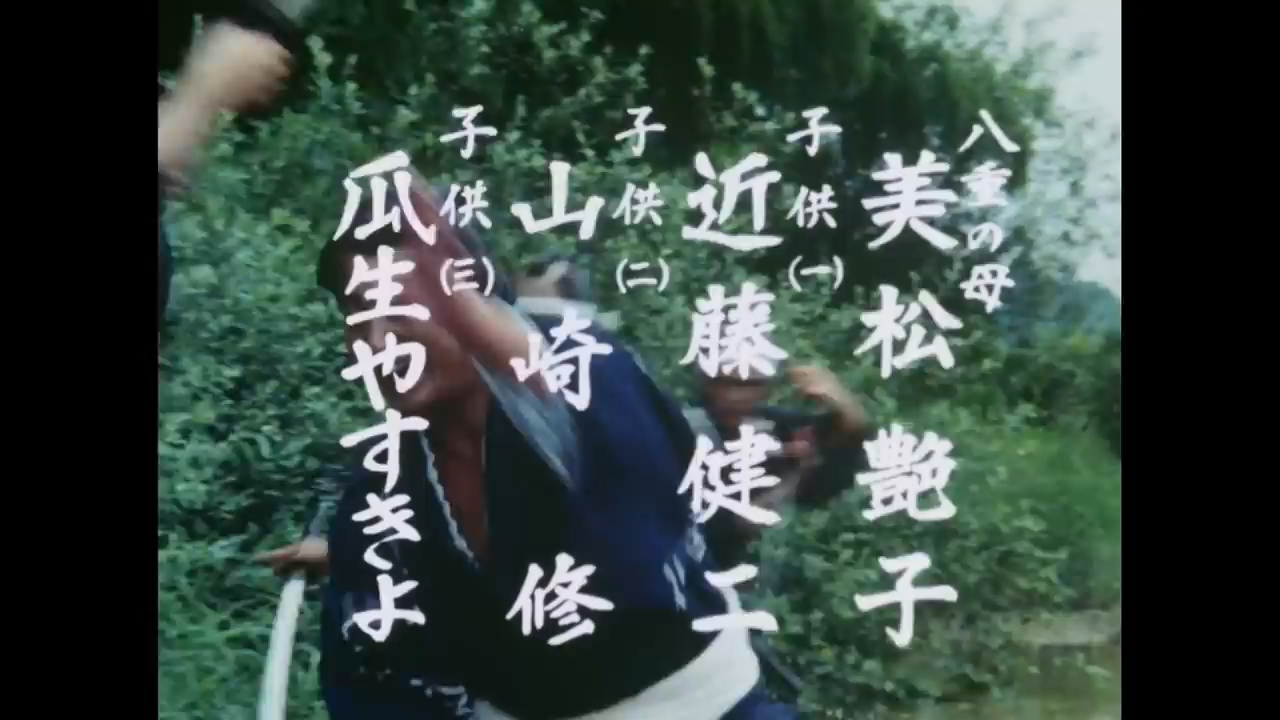 八重の母
美松艶子
子供(一)
近藤健二
子供(二)
山崎修
子供(三)
瓜生やすきよ